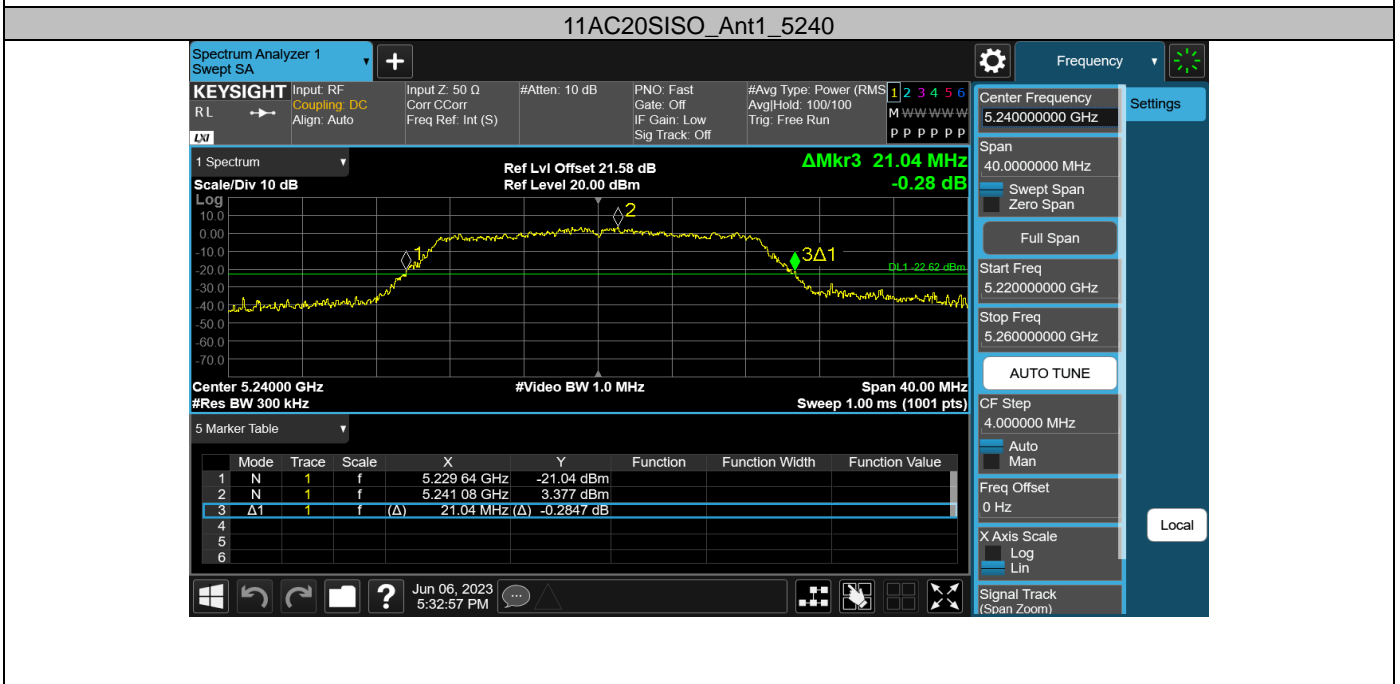 11AC20SISO_Ant1_5240
Spectrum Analyzer 1
Swept SA
+
Frequency
KEYSIGHT
RL
LXI
Input: RF
Coupling: DC
Align: Auto
Input Z: 50 Ω
Corr CCorr
Freq Ref: Int (S)
#Atten: 10 dB
PNO: Fast
Gate: Off
IF Gain: Low
Sig Track: Off
#Avg Type: Power (RMS
Avg|Hold: 100/100
Trig: Free Run
1 2 3 4 5 6
M W W W W W
P P P P P P
1 Spectrum
Scale/Div 10 dB
Ref Lvl Offset 21.58 dB
Ref Level 20.00 dBm
ΔMkr3 21.04 MHz
-0.28 dB
Log
10.0
0.00
-10.0
-20.0
-30.0
-40.0
-50.0
-60.0
-70.0
1
2
3Δ1
DL1 -22.62 dBm
Center 5.24000 GHz
#Video BW 1.0 MHz
Span 40.00 MHz
#Res BW 300 kHz
Sweep 1.00 ms (1001 pts)
5 Marker Table
Mode Trace Scale X Y Function Function Width Function Value
1 N 1 f 5.229 64 GHz -21.04 dBm
2 N 1 f 5.241 08 GHz 3.377 dBm
3 Δ1 1 f (Δ) 21.04 MHz (Δ) -0.2847 dB
4
5
6
?
Jun 06, 2023
5:32:57 PM
Center Frequency
5.240000000 GHz
Settings
Span
40.0000000 MHz
Swept Span
Zero Span
Full Span
Start Freq
5.220000000 GHz
Stop Freq
5.260000000 GHz
AUTO TUNE
CF Step
4.000000 MHz
Auto
Man
Freq Offset
0 Hz
X Axis Scale
Log
Lin
Local
Signal Track
(Span Zoom)